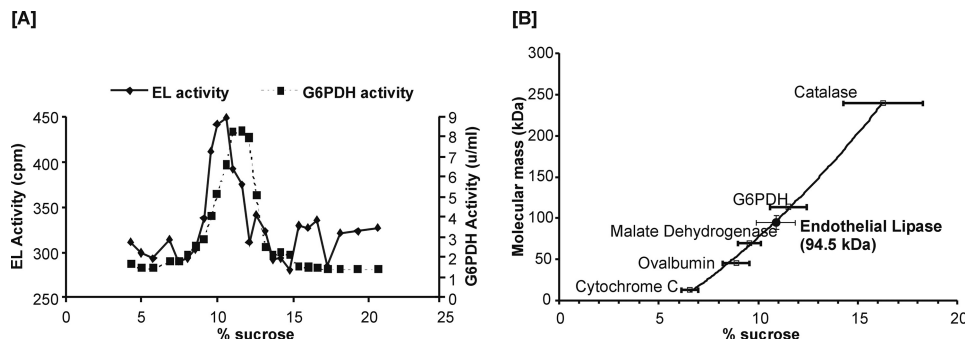 [A]
EL activity
G6PDH activity
450
400
350
300
250
EL Activity (cpm)
9
8
7
6
5
4
3
2
1
0
G6PDH Activity (u/ml)
0
5
10
15
20
25
% sucrose
[B]
300
250
200
150
100
50
0
Molecular mass (kDa)
Catalase
G6PDH
Endothelial Lipase
(94.5 kDa)
Malate Dehydrogenase
Ovalbumin
Cytochrome C
0
5
10
15
20
% sucrose